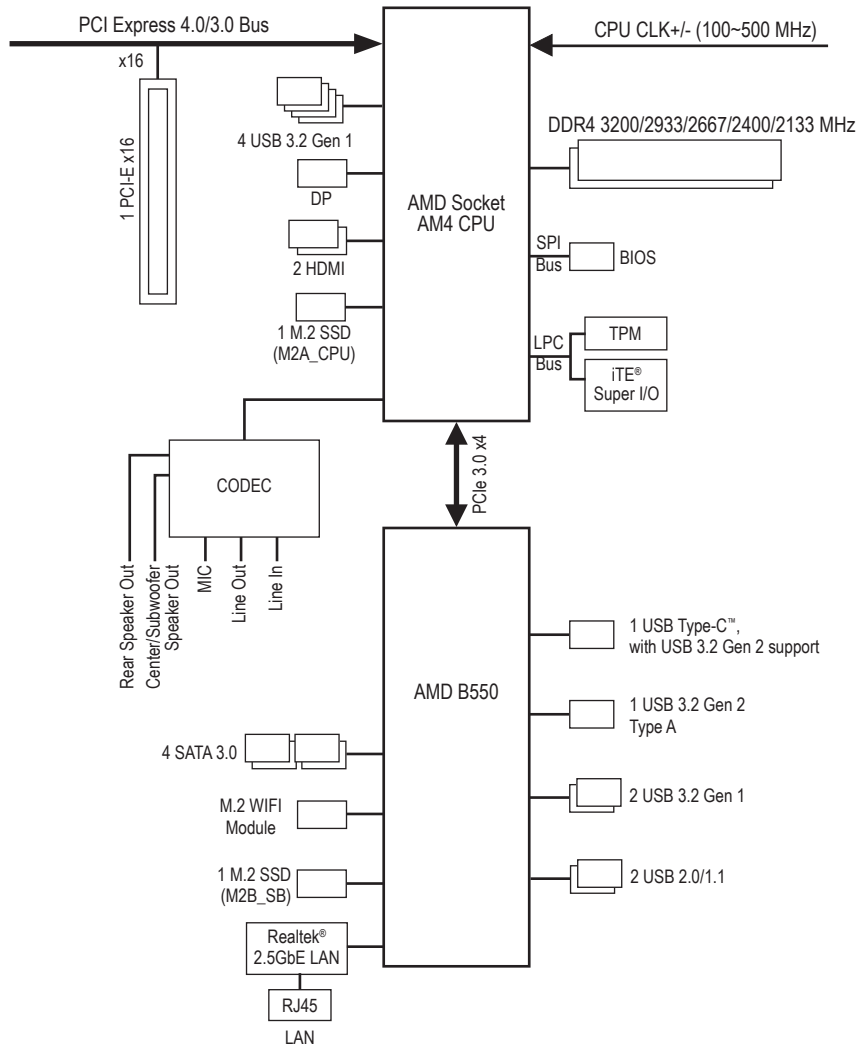 PCI Express 4.0/3.0 Bus
CPU CLK+/- (100~500 MHz)
x16
1 PCI-E x16
4 USB 3.2 Gen 1
DP
2 HDMI
1 M.2 SSD
(M2A_CPU)
AMD Socket
AM4 CPU
DDR4 3200/2933/2667/2400/2133 MHz
SPI
Bus
BIOS
LPC
Bus
TPM
iTE®
Super I/O
PCIe 3.0 x4
CODEC
Rear Speaker Out
Center/Subwoofer
Speaker Out
MIC
Line Out
Line In
AMD B550
1 USB Type-C™,
with USB 3.2 Gen 2 support
1 USB 3.2 Gen 2
Type A
2 USB 3.2 Gen 1
2 USB 2.0/1.1
4 SATA 3.0
M.2 WIFI
Module
1 M.2 SSD
(M2B_SB)
Realtek®
2.5GbE LAN
RJ45
LAN